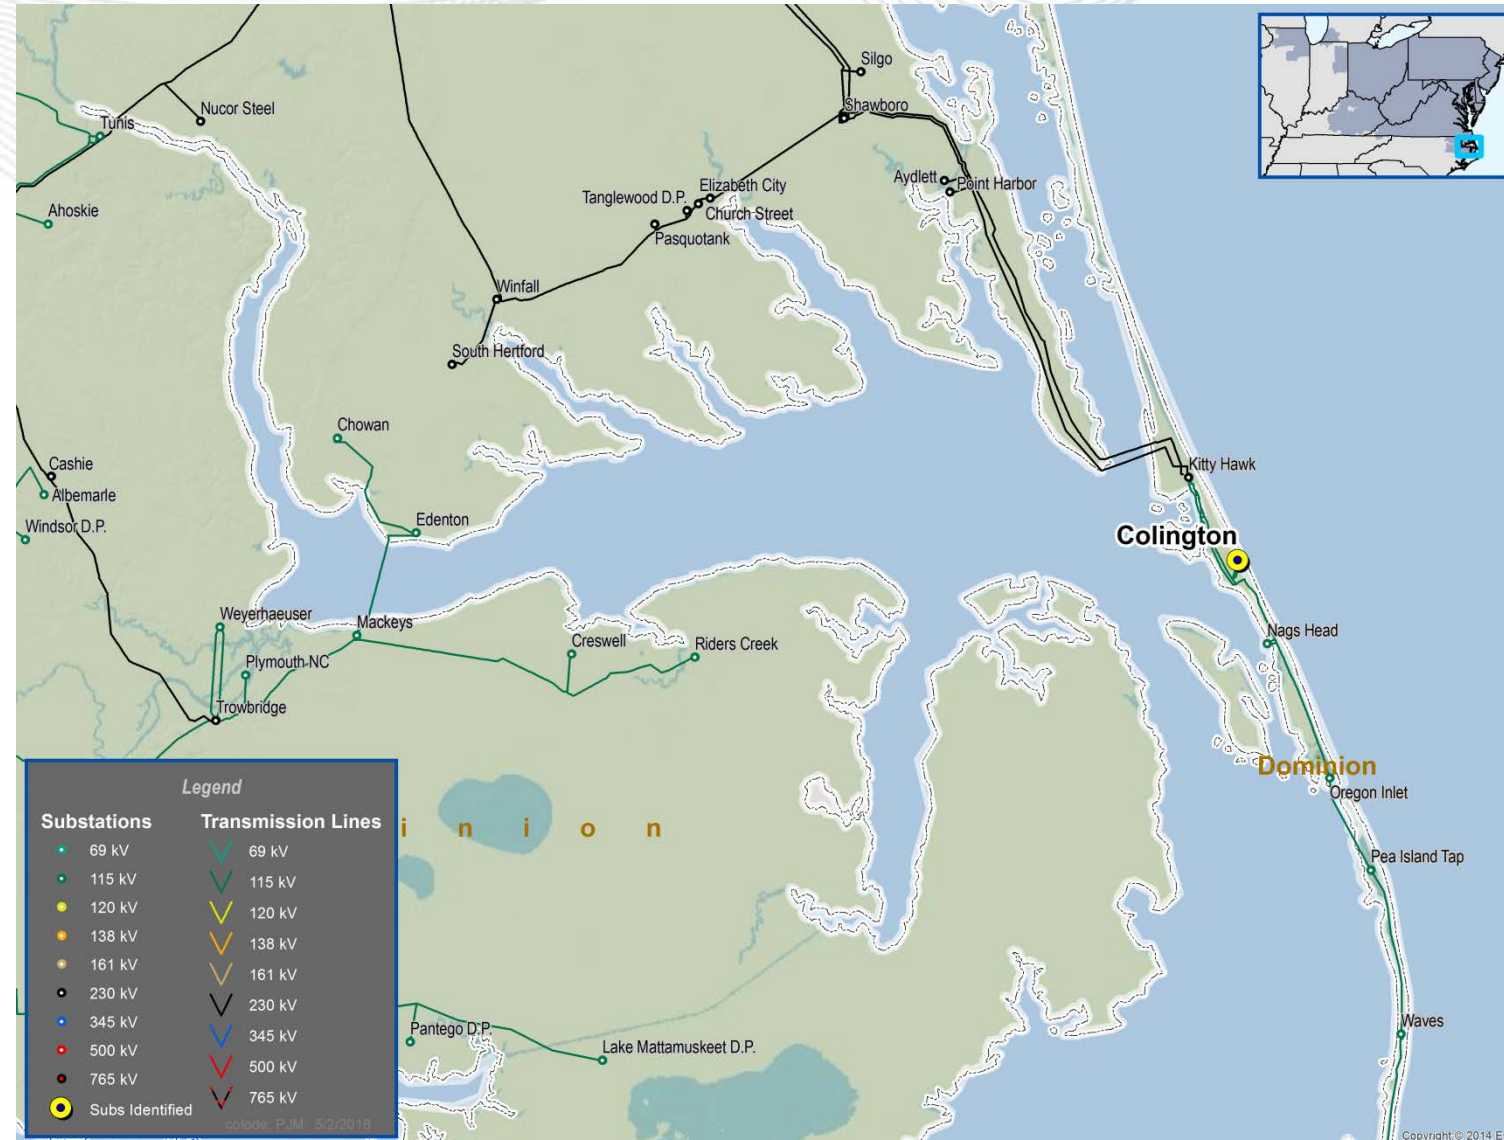 Silgo
Nucor Steel
Shawboro
Tunis
Aydlett
Point Harbor
Elizabeth City
Tanglewood D.P.
Church Street
Ahoskie
Pasquotank
Winfall
South Hertford
Chowan
Cashie
Albemarle
Kitty Hawk
Windsor D.P.
Edenton
Colington
Weyerhaeuser
Mackeys
Nags Head
Creswell
Riders Creek
Plymouth NC
Trowbridge
Dominion
Oregon Inlet
i n i o n
Pea Island Tap
Waves
Pantego D.P.
Lake Mattamuskeet D.P.
Legend
Substations
69 kV
115 kV
120 kV
138 kV
161 kV
230 kV
345 kV
500 kV
765 kV
Subs Identified
Transmission Lines
69 kV
115 kV
120 kV
138 kV
161 kV
230 kV
345 kV
500 kV
765 kV
colode, PJM 5/2/2016
Copyright:© 2014 E